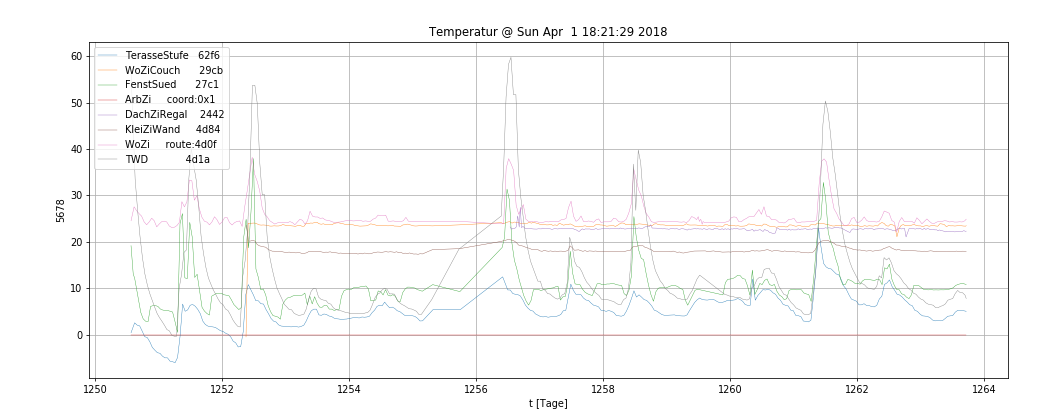 Temperatur @ Sun Apr  1 18:21:29 2018
60
50
40
30
20
10
0
5678
TerasseStufe 62f6
WoZiCouch 29cb
FenstSued 27c1
ArbZi coord:0x1
DachZiRegal 2442
KleiZiWand 4d84
WoZi route:4d0f
TWD 4d1a
1250 1252 1254 1256 1258 1260 1262 1264
t [Tage]